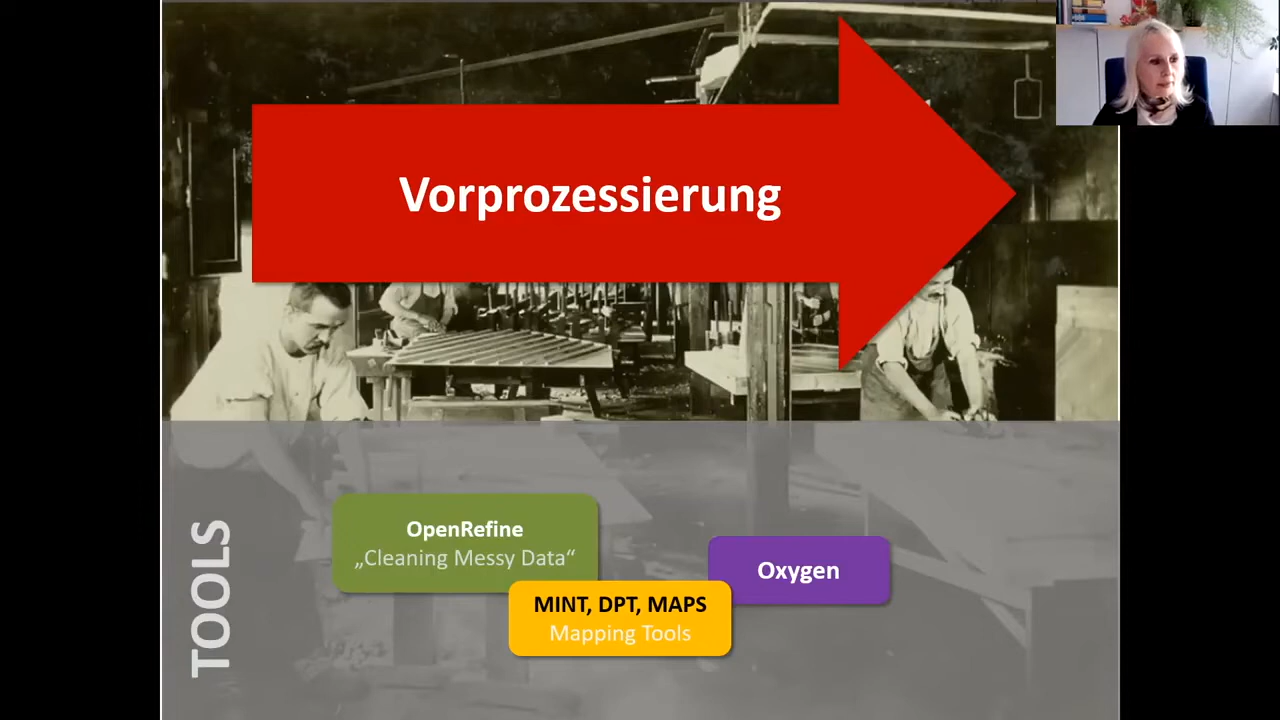 Vorprozessierung
TOOLS
OpenRefine
„Cleaning Messy Data“
MINT, DPT, MAPS
Mapping Tools
Oxygen